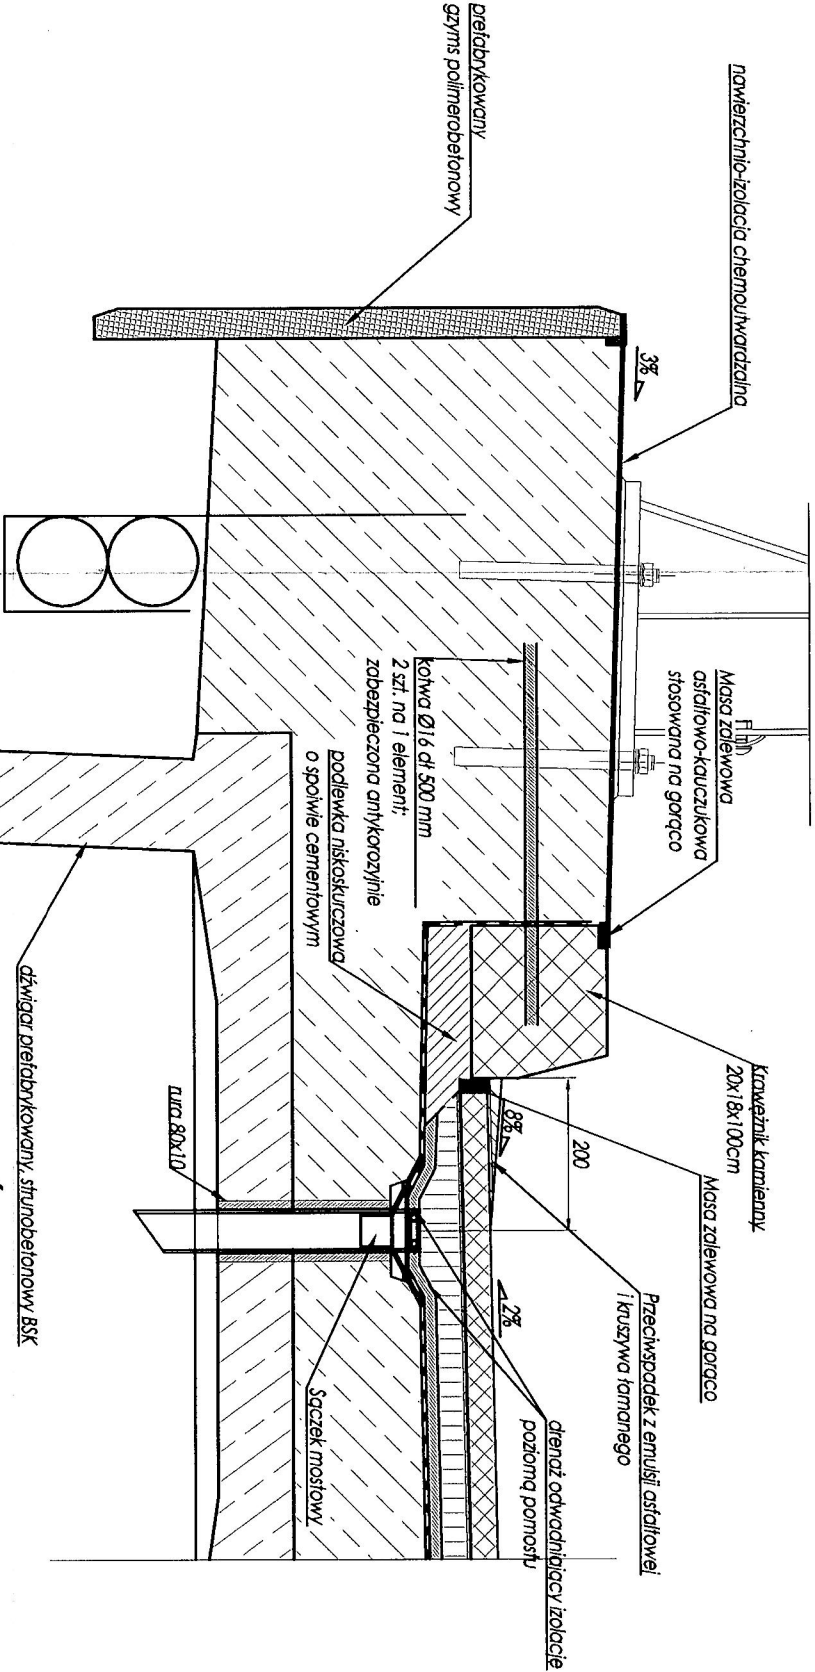 prefabrykowany
gzyms polimerobetonowy
nawierzchnio-izolacja chemoutwardzalna
3%
Masa zalewowa
asfaltowo-kauczukowa
stosowana na gorąco
kotwa Ø16 dł 500 mm
2 szt. na 1 element;
zabezpieczona antykorozyjnie
podlewka niskoskurczowa
o spoiwie cementowym
Krawężnik kamienny
20x18x100cm
Masa zalewowa na gorąco
200
8%
2%
Przeciwspadek z emulsji asfaltowej
i kruszywa łamanego
drenaż odwadniający izolację
poziomą pomostu
Sączek mostowy
rura 80x10
dźwigar prefabrykowany, strunobetonowy BSK